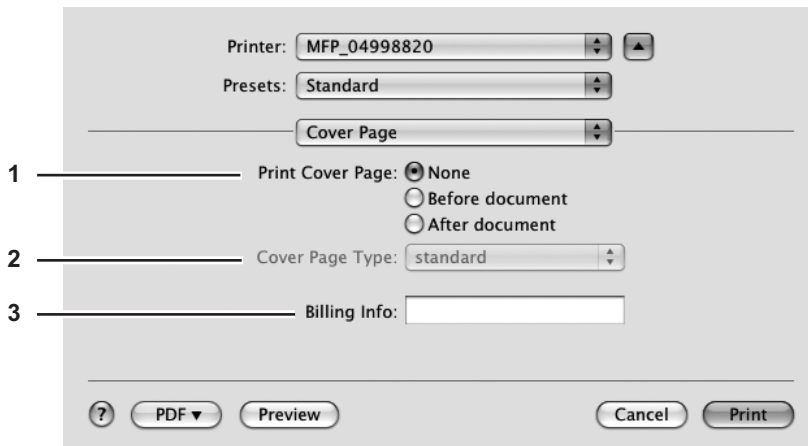 Printer: MFP_04998820
Presets: Standard
Cover Page
1 Print Cover Page: None
Before document
After document
2 Cover Page Type: standard
3 Billing Info:
? PDF ▼ Preview Cancel Print